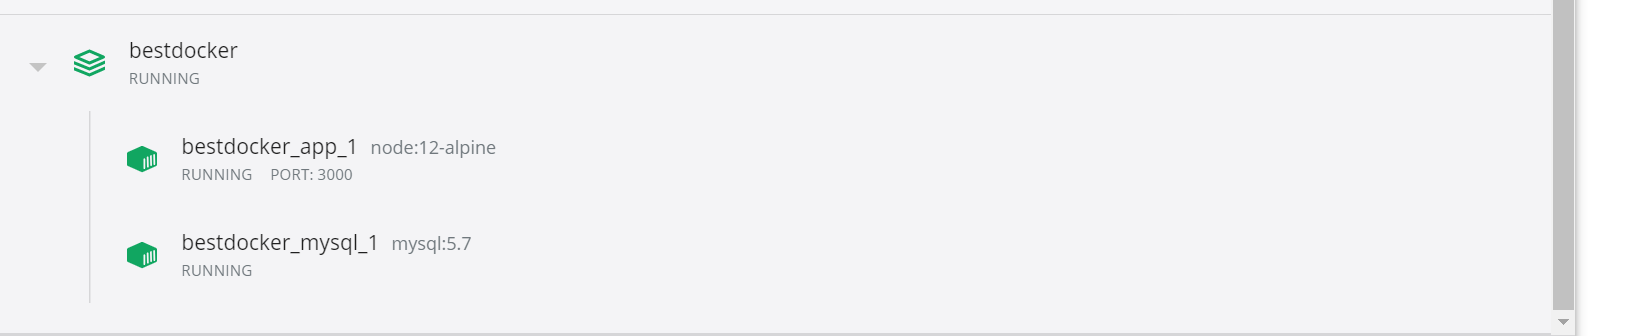 bestdocker
RUNNING
bestdocker_app_1 node:12-alpine
RUNNING PORT: 3000
bestdocker_mysql_1 mysql:5.7
RUNNING